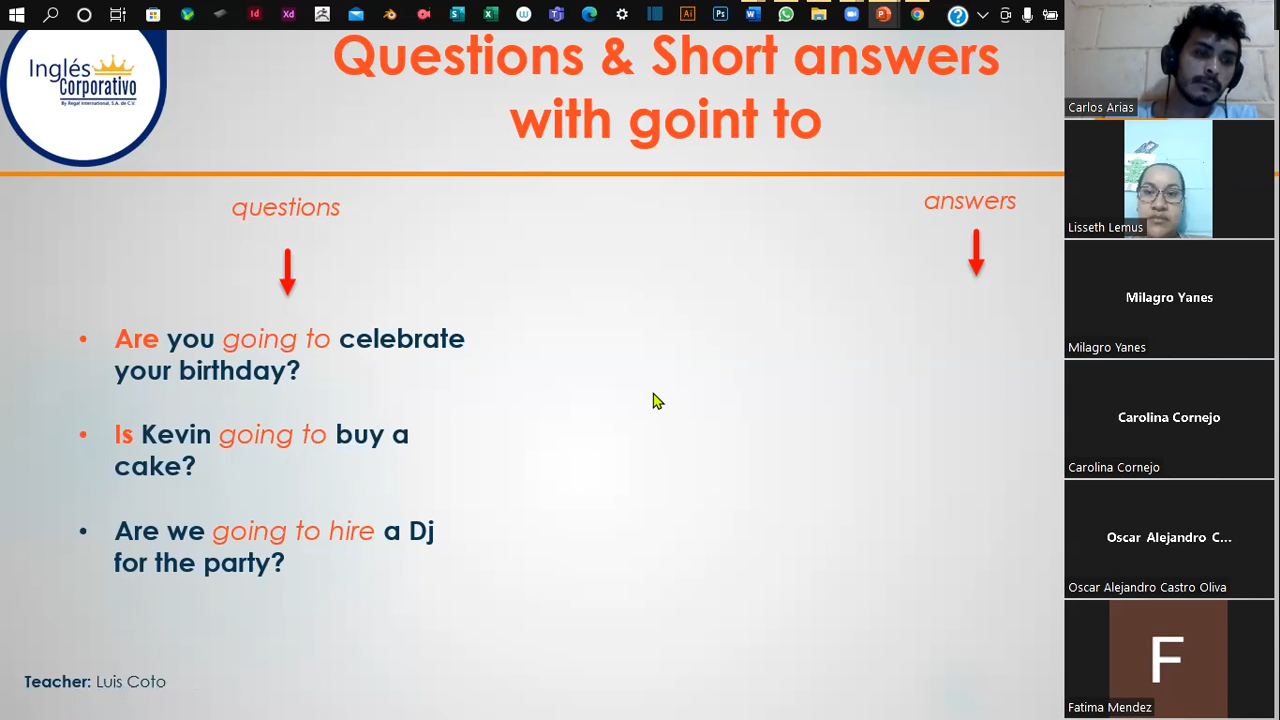 Questions & Short answers
with goint to
Inglés
Corporativo
By Regal International, S.A. de C.V.
questions
answers
• Are you going to celebrate
your birthday?
• Is Kevin going to buy a
cake?
• Are we going to hire a Dj
for the party?
Teacher: Luis Coto
Carlos Arias
Lisseth Lemus
Milagro Yanes
Milagro Yanes
Carolina Cornejo
Carolina Cornejo
Oscar Alejandro C...
Oscar Alejandro Castro Oliva
F
Fatima Mendez